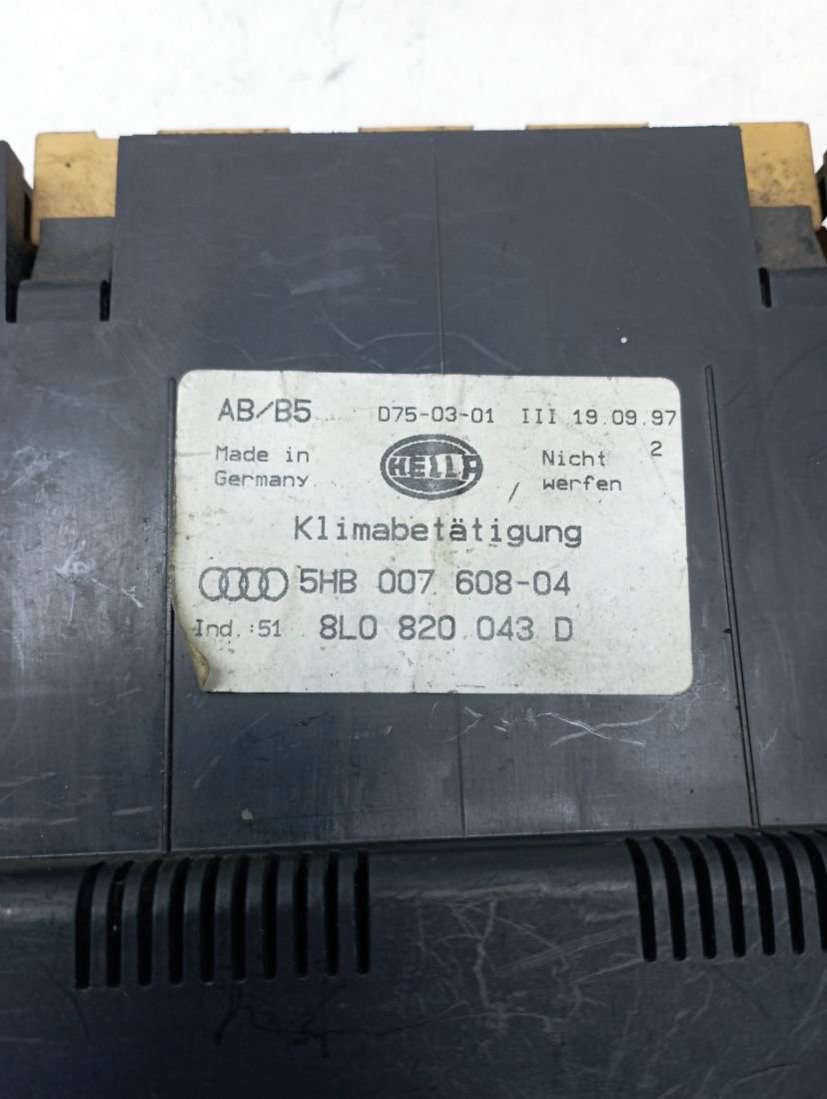 AB/B5 D75-03-01 III 19.09.97
2
Made in Germany
HELLA
Nicht werfen
Klimabetätigung
5HB 007 608-04
Ind.:51 8L0 820 043 D